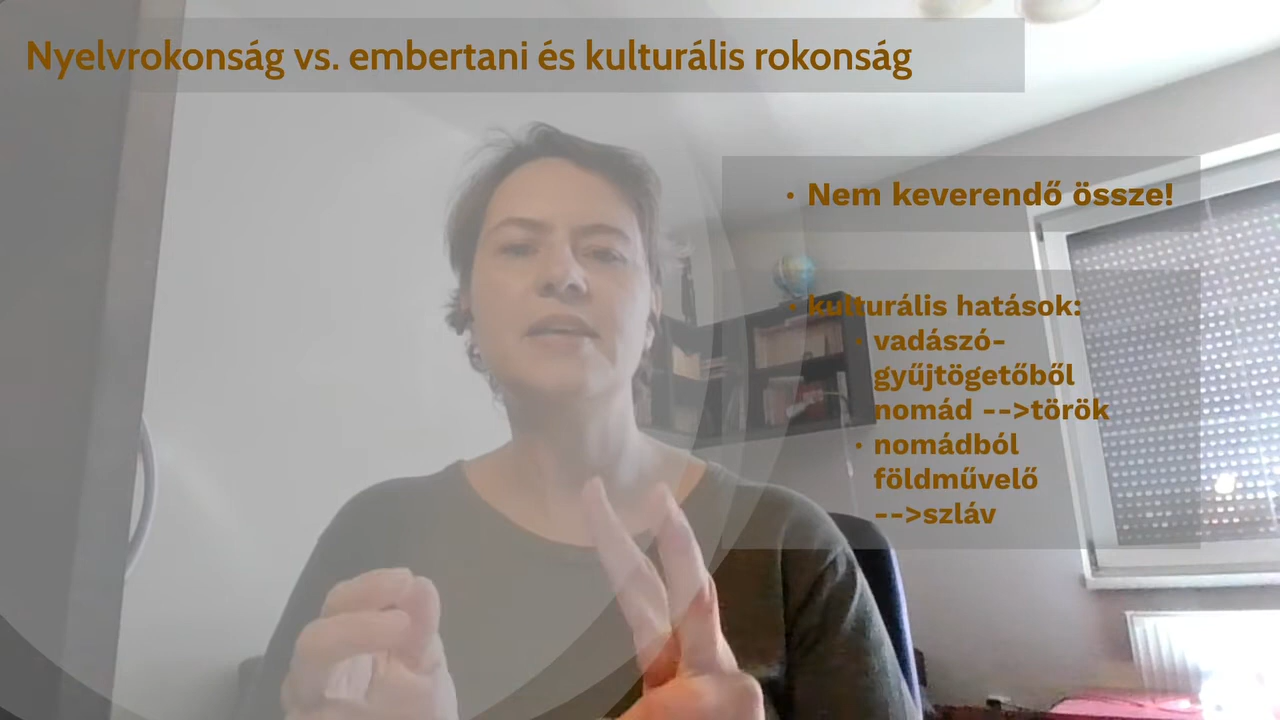 Nyelvrokonság vs. embertani és kulturális rokonság
• Nem keverendő össze!
• kulturális hatások:
• vadászó-
gyűjtögetőből
nomád -->török
• nomádból
földművelő
-->szláv